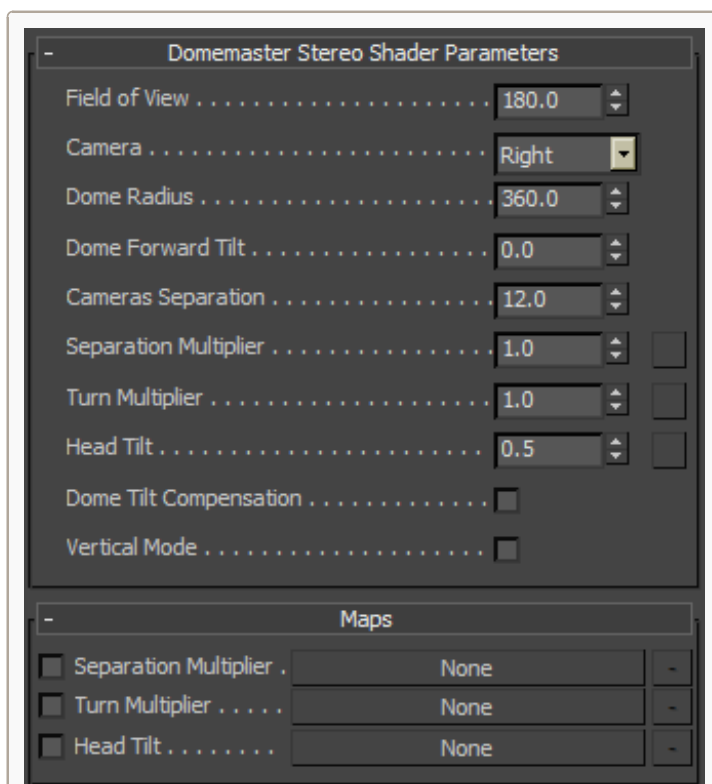 - Domemaster Stereo Shader Parameters
Field of View . . . . . . . . . . . . . . . . . . . . . . 180.0
Camera . . . . . . . . . . . . . . . . . . . . . . . . . Right
Dome Radius . . . . . . . . . . . . . . . . . . . . . . 360.0
Dome Forward Tilt . . . . . . . . . . . . . . . . . . 0.0
Cameras Separation . . . . . . . . . . . . . . . . 12.0
Separation Multiplier . . . . . . . . . . . . . . . . 1.0
Turn Multiplier . . . . . . . . . . . . . . . . . . . . . 1.0
Head Tilt . . . . . . . . . . . . . . . . . . . . . . . . 0.5
Dome Tilt Compensation . . . . . . . . . . . . .
Vertical Mode . . . . . . . . . . . . . . . . . . . . .
- Maps
Separation Multiplier . None -
Turn Multiplier . . . . . None -
Head Tilt . . . . . . . . None -